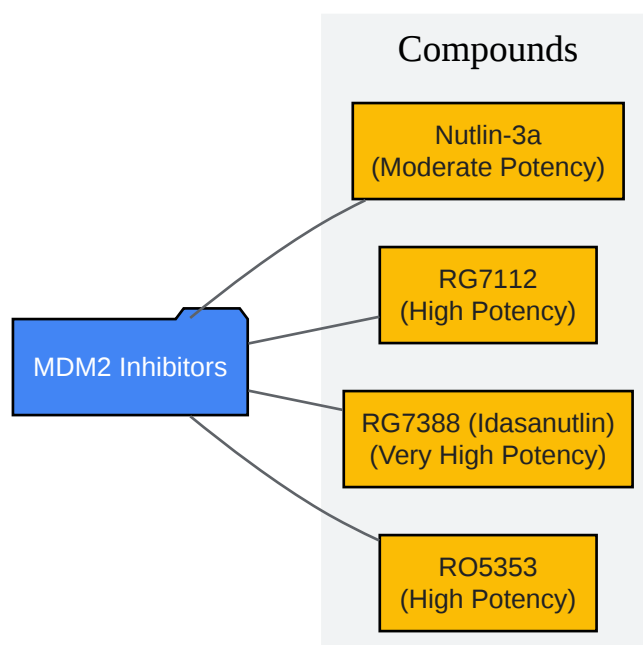 Compounds
Nutlin-3a
(Moderate Potency)
RG7112
(High Potency)
MDM2 Inhibitors
RG7388 (Idasanutlin)
(Very High Potency)
RO5353
(High Potency)